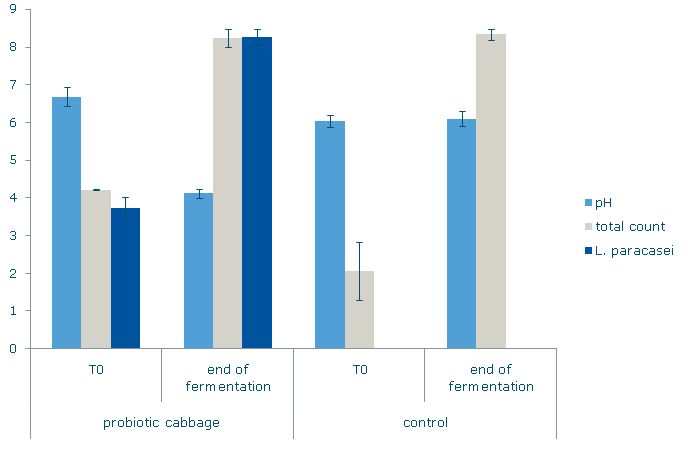 9
8
7
6
5
4
3
2
1
0
T0
end of
fermentation
T0
end of
fermentation
probiotic cabbage
control
pH
total count
L. paracasei